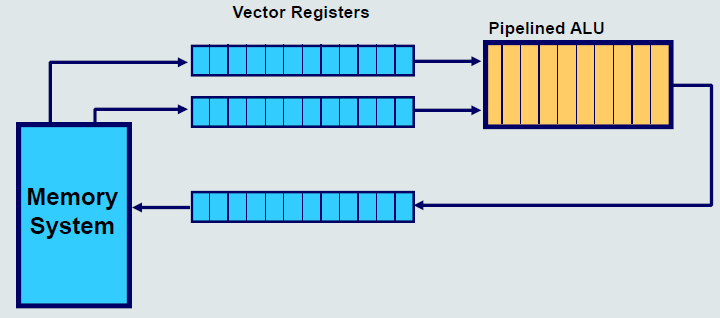 Vector Registers
Pipelined ALU
Memory
System